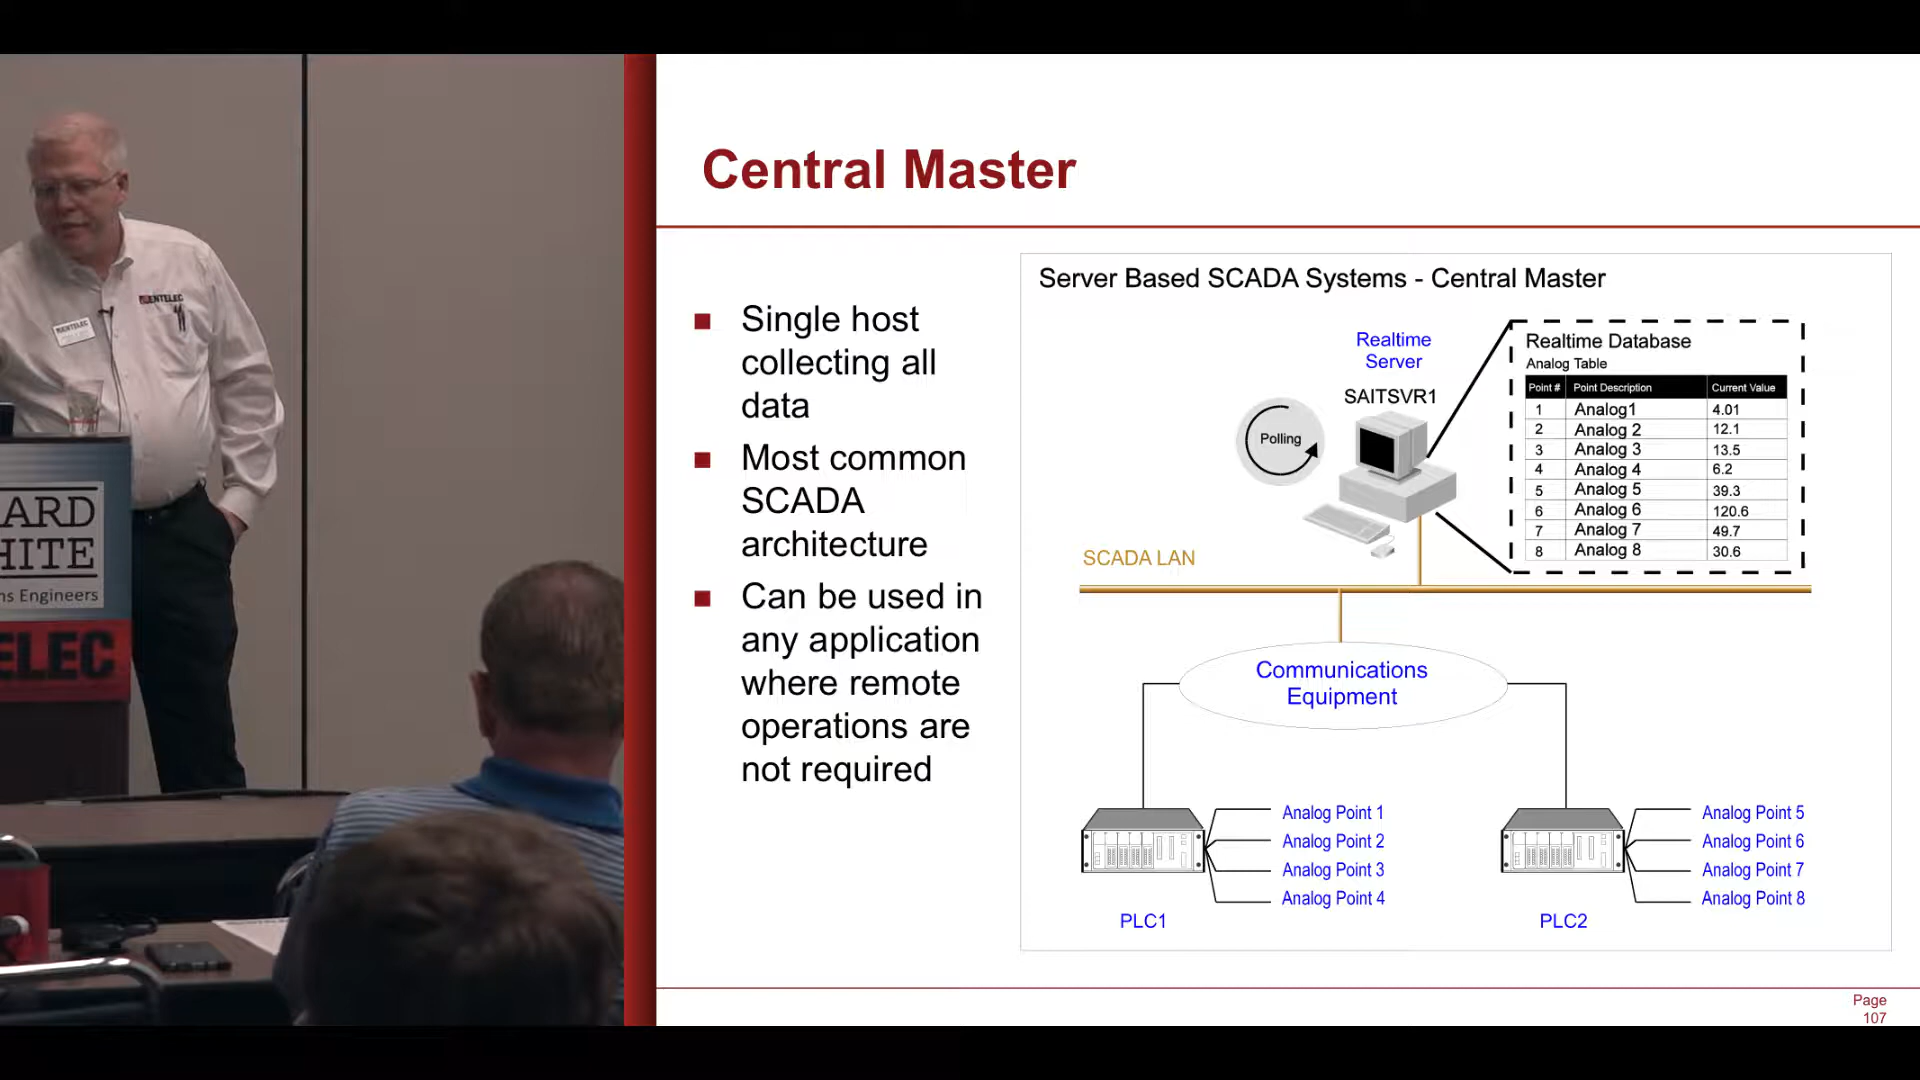 ENTELEC
ARD
HITE
ns Engineers
ELEC
Central Master
Single host
collecting all
data
Most common
SCADA
architecture
Can be used in
any application
where remote
operations are
not required
Server Based SCADA Systems - Central Master
Realtime
Server
SAITSVR1
Polling
Realtime Database
Analog Table
Point # Point Description Current Value
1 Analog1 4.01
2 Analog 2 12.1
3 Analog 3 13.5
4 Analog 4 6.2
5 Analog 5 39.3
6 Analog 6 120.6
7 Analog 7 49.7
8 Analog 8 30.6
SCADA LAN
Communications
Equipment
Analog Point 1
Analog Point 2
Analog Point 3
Analog Point 4
PLC1
Analog Point 5
Analog Point 6
Analog Point 7
Analog Point 8
PLC2
Page
107